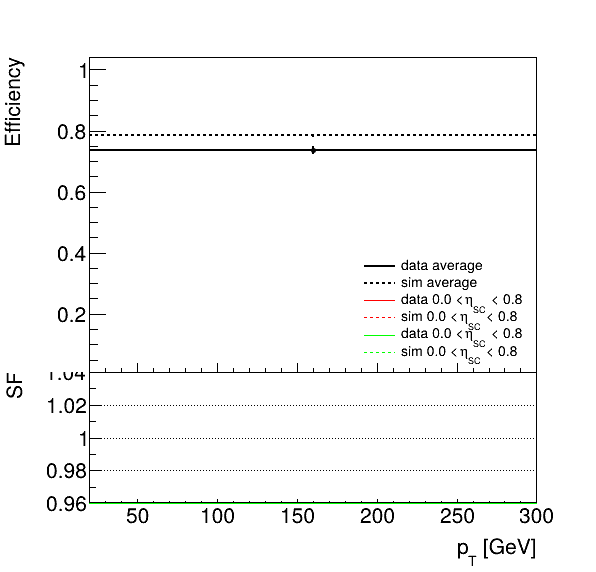 Efficiency
1
0.8
0.6
0.4
0.2
data average
sim average
data 0.0 < η_SC < 0.8
sim 0.0 < η_SC < 0.8
data 0.0 < η_SC < 0.8
sim 0.0 < η_SC < 0.8
SF
1.04
1.02
1
0.98
0.96
50 100 150 200 250 300
p_T [GeV]